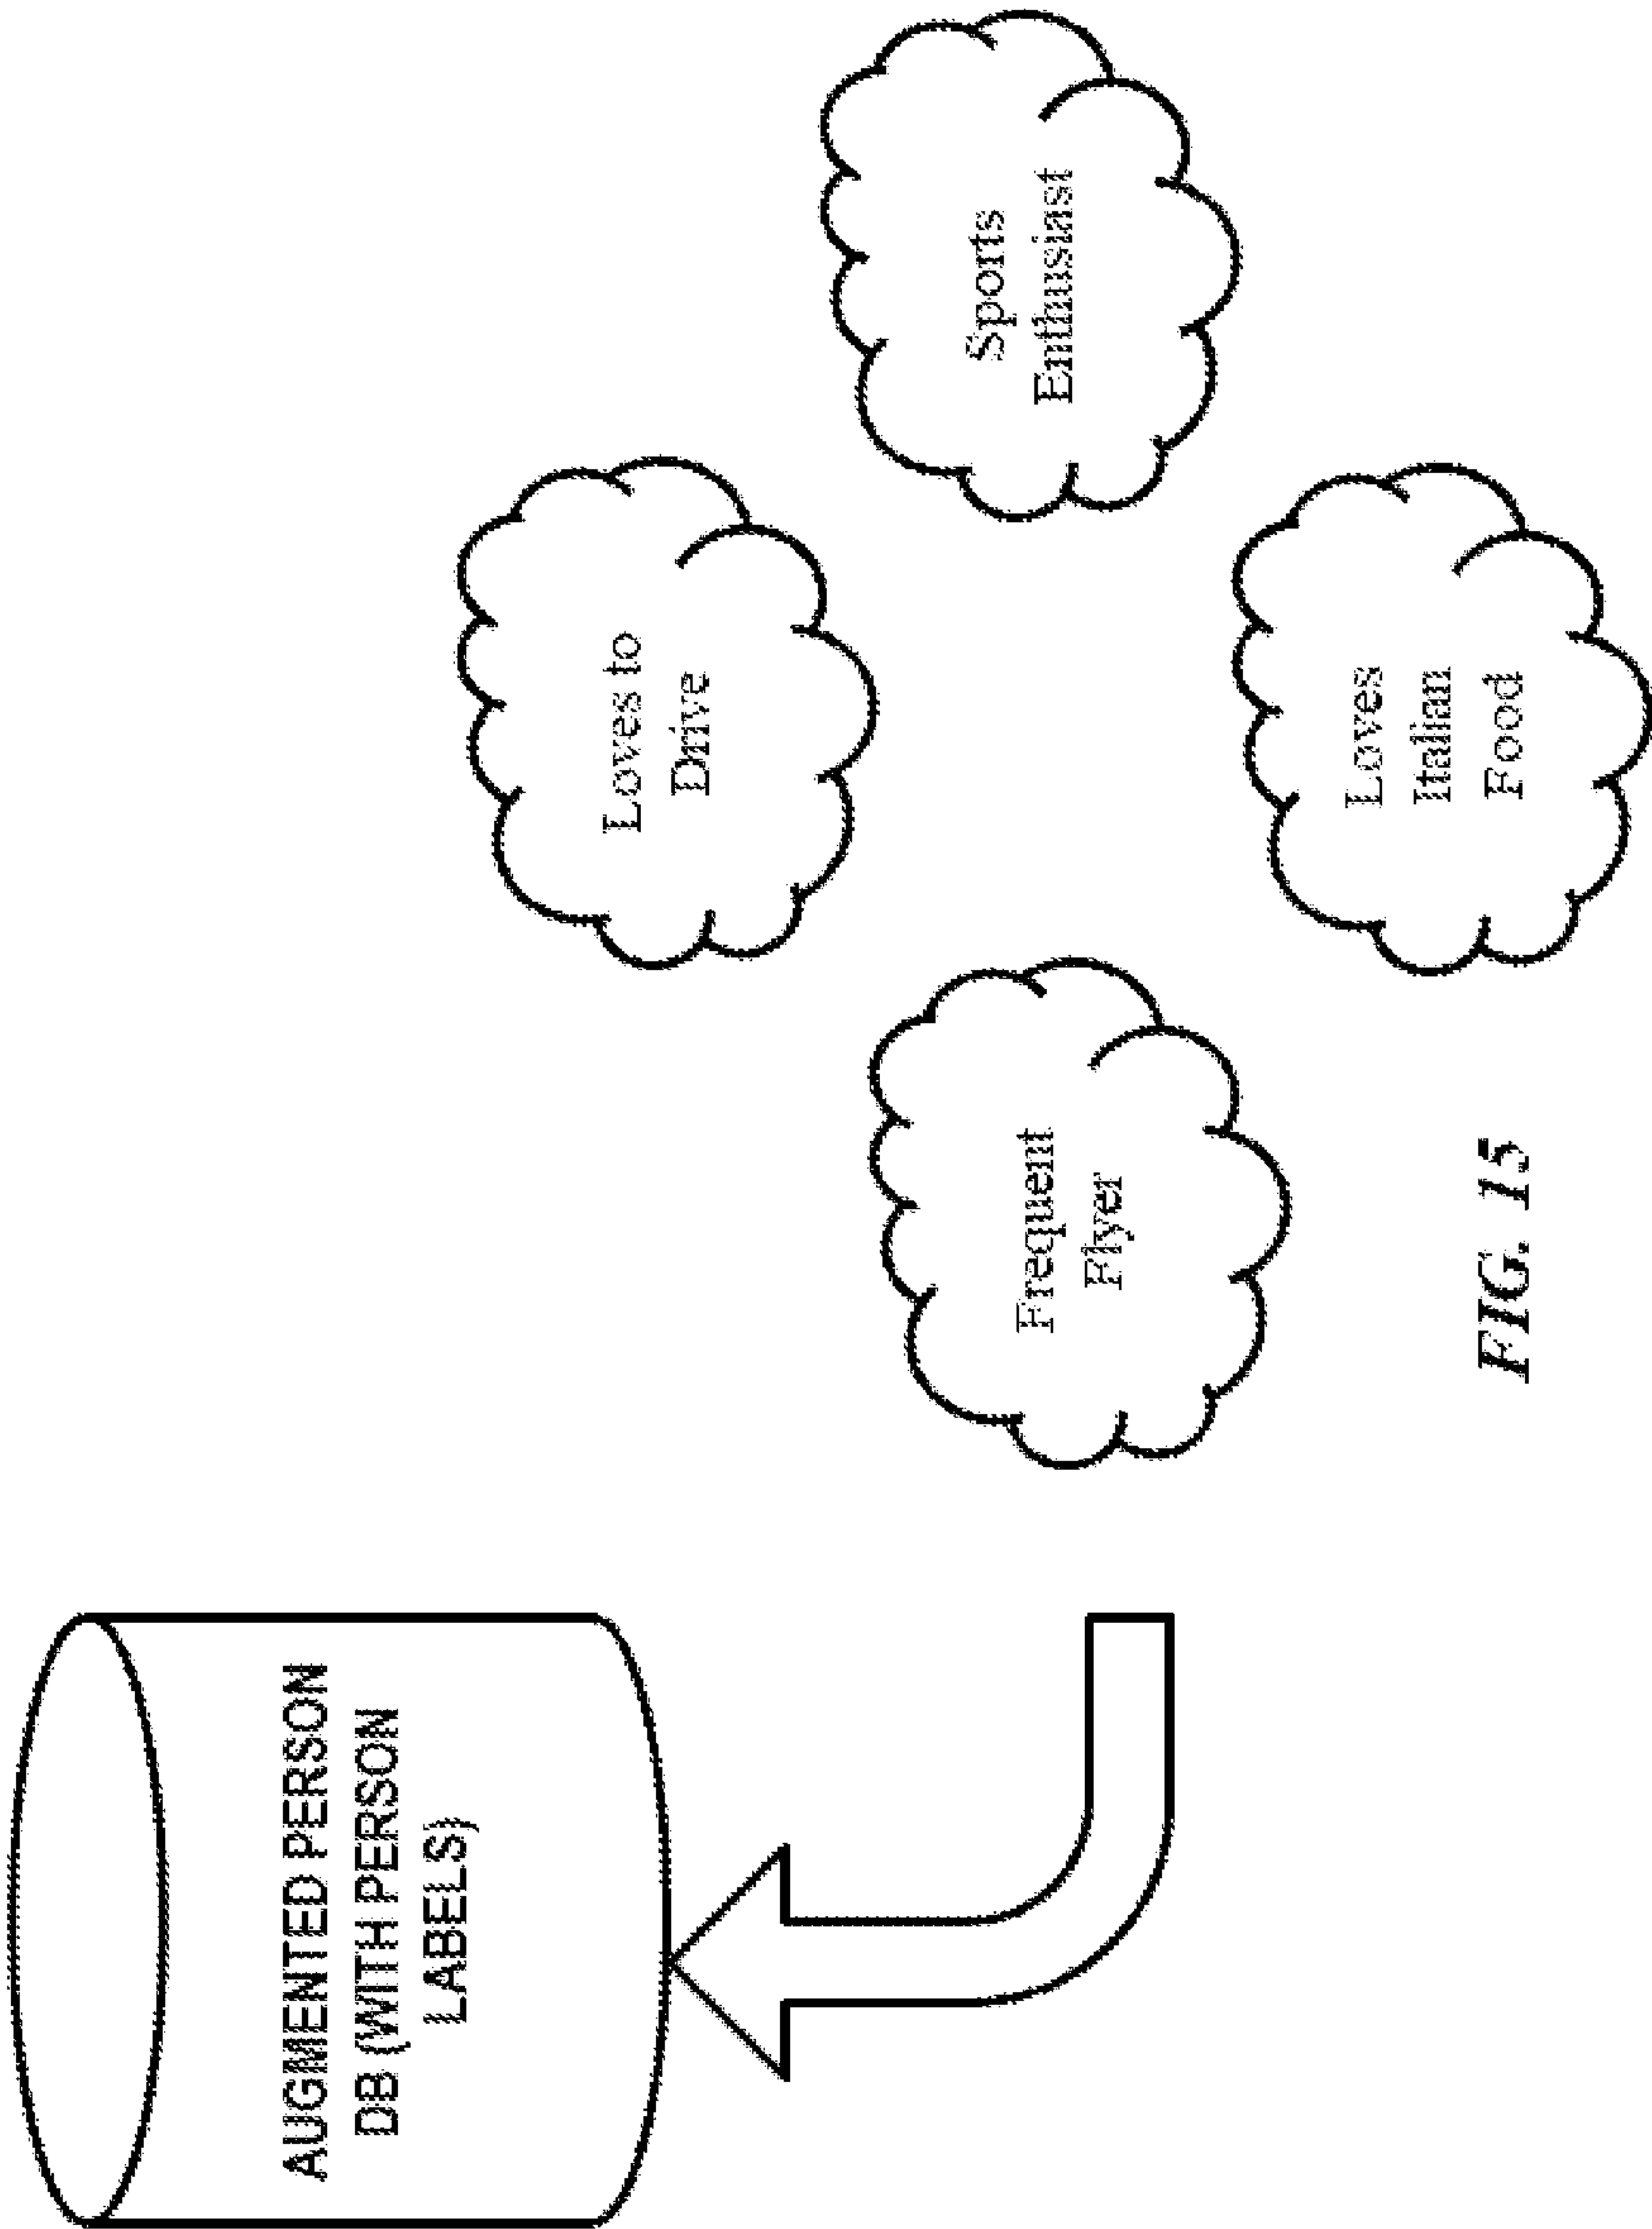 AUGMENTED PERSON
DB (WITH PERSON
LABELS)
Loves to
Drive
Frequent
Flyer
Sports
Enthusiast
Loves
Italian
Food
FIG. 15